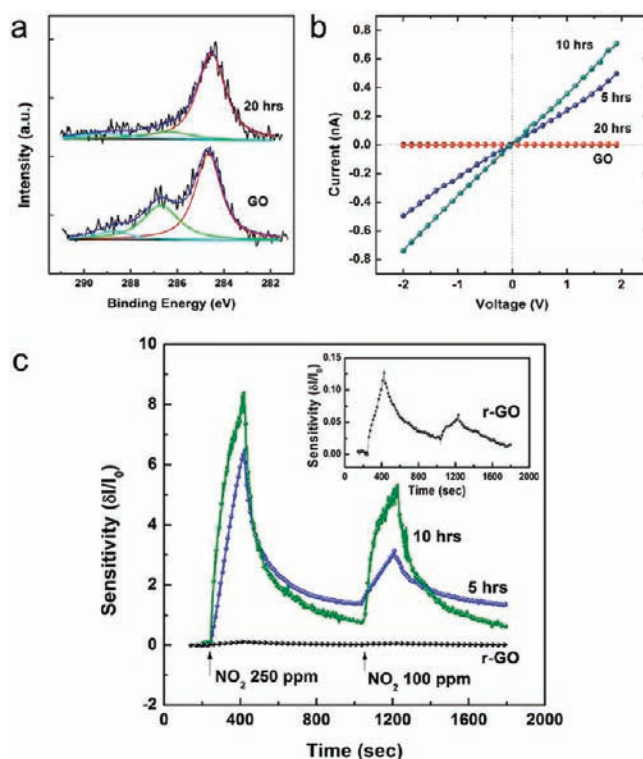 a
Intensity (a.u.)
20 hrs
GO
290 288 286 284 282
Binding Energy (eV)
b
Current (nA)
0.8
0.6
0.4
0.2
0.0
-0.2
-0.4
-0.6
-0.8
10 hrs
5 hrs
20 hrs
GO
-2 -1 0 1 2
Voltage (V)
c
Sensitivity (δI/I₀)
10
8
6
4
2
0
-2
Sensitivity (δI/I₀)
0.15
0.10
0.05
0.00
r-GO
0 400 800 1200 1600 2000
Time (sec)
10 hrs
5 hrs
r-GO
NO₂ 250 ppm
NO₂ 100 ppm
0 400 800 1200 1600 2000
Time (sec)